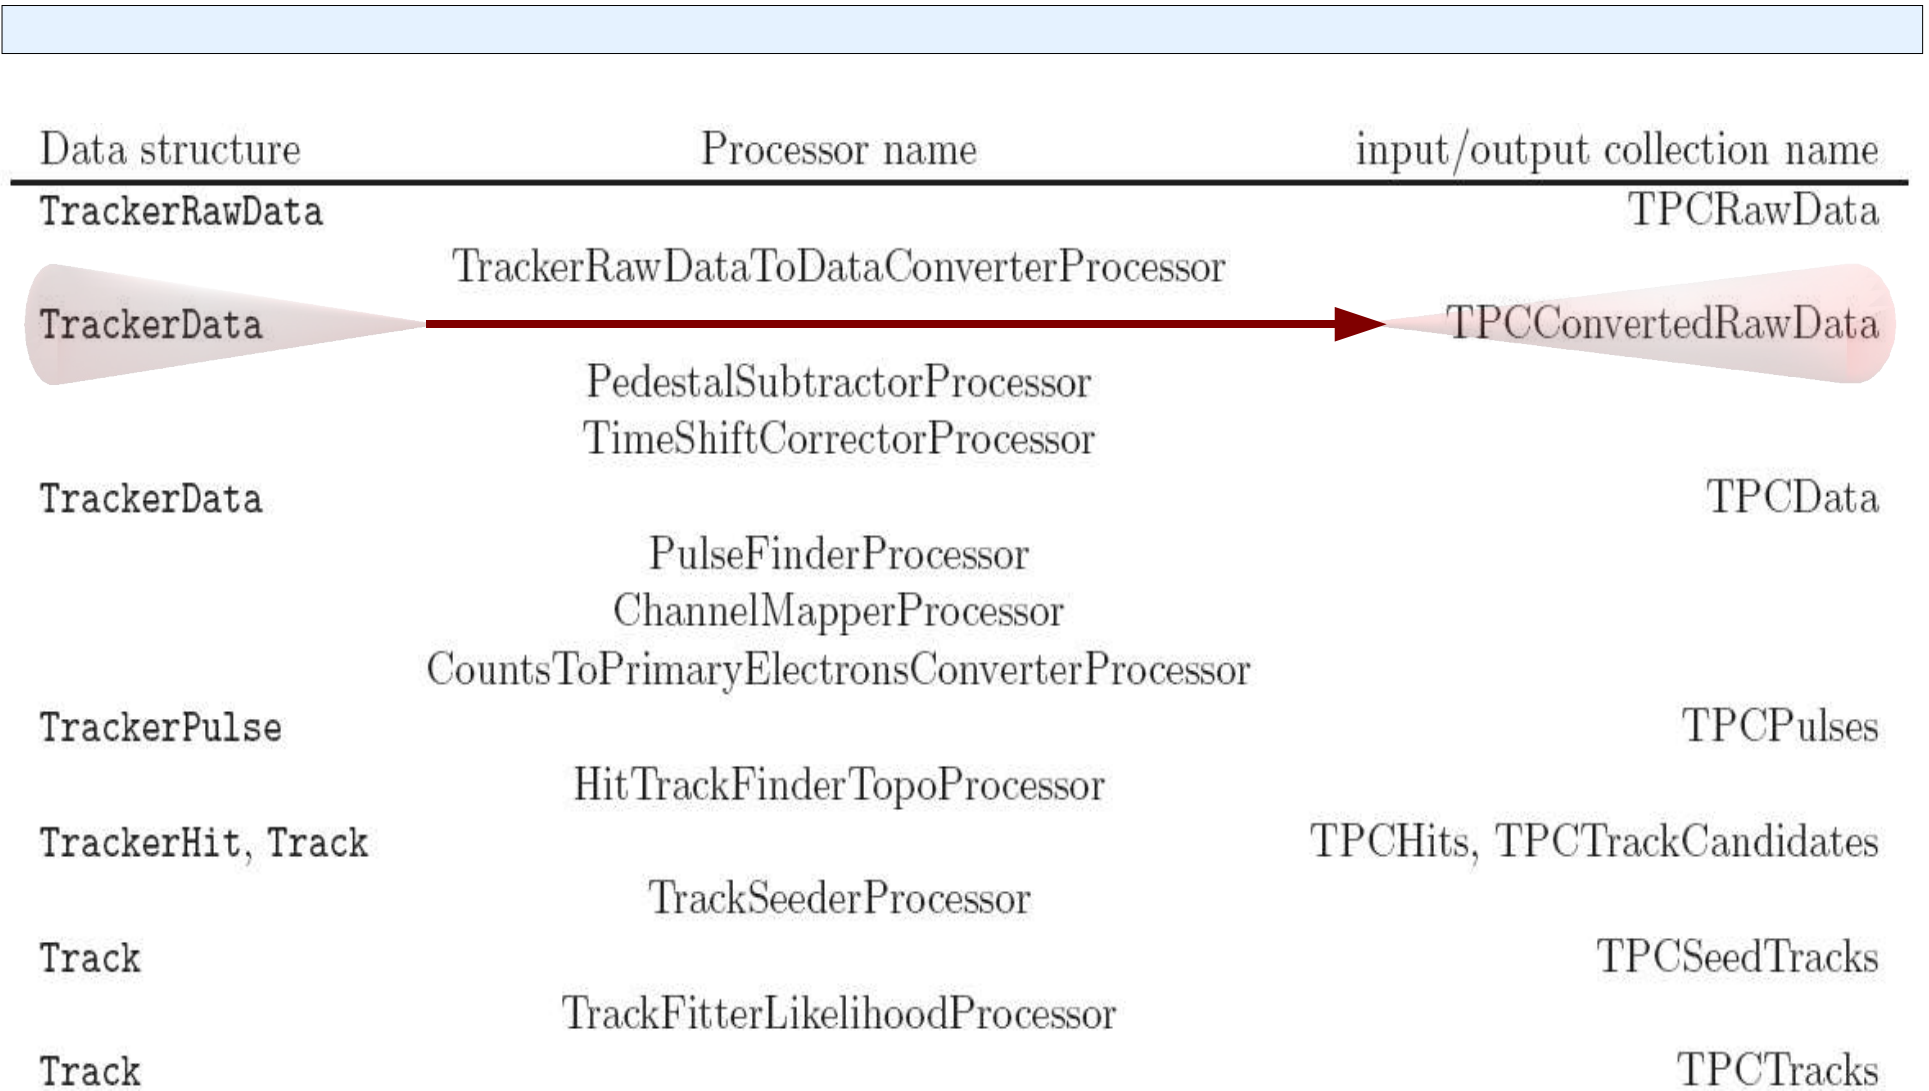 Data structure Processor name input/output collection name
TrackerRawData TPCRawData
TrackerRawDataToDataConverterProcessor
TrackerData TPCConvertedRawData
PedestalSubtractorProcessor
TimeShiftCorrectorProcessor
TrackerData TPCData
PulseFinderProcessor
ChannelMapperProcessor
CountsToPrimaryElectronsConverterProcessor
TrackerPulse TPCPulses
HitTrackFinderTopoProcessor
TrackerHit, Track TPCHits, TPCTrackCandidates
TrackSeederProcessor
Track TPCSeedTracks
TrackFitterLikelihoodProcessor
Track TPCTracks